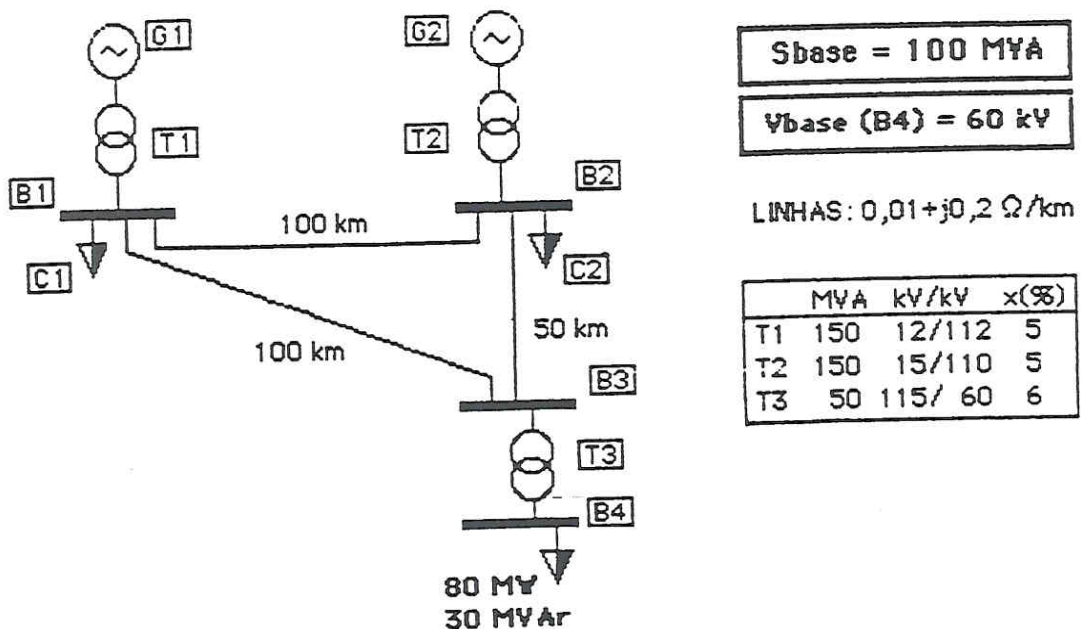 G1
G2
Sbase = 100 MVA
Vbase (B4) = 60 kV
T1
T2
B1
B2
LINHAS: 0,01+j0,2 Ω/km
100 km
C1
C2
MVA kV/kV x(%)
T1 150 12/112 5
T2 150 15/110 5
T3 50 115/ 60 6
50 km
100 km
B3
T3
B4
80 MW
30 MVAr